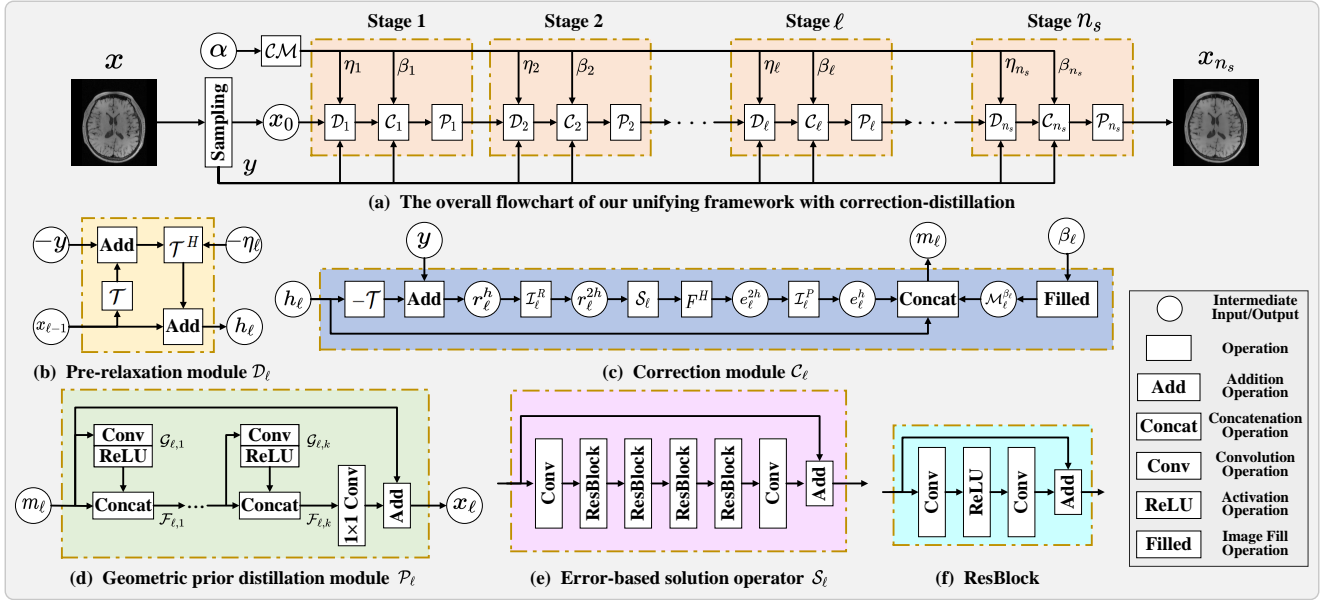 Stage 1
Stage 2
Stage ℓ
Stage n_s
α
CM
x
η_1
β_1
η_2
β_2
η_ℓ
β_ℓ
η_{n_s}
β_{n_s}
x_{n_s}
Sampling
x_0
D_1
C_1
P_1
D_2
C_2
P_2
· · · ·
D_ℓ
C_ℓ
P_ℓ
· · · ·
D_{n_s}
C_{n_s}
P_{n_s}
y
(a) The overall flowchart of our unifying framework with correction-distillation
−y
Add
T^H
−η_ℓ
T
x_{ℓ−1}
Add
h_ℓ
(b) Pre-relaxation module D_ℓ
y
m_ℓ
β_ℓ
h_ℓ
−T
Add
r_ℓ^h
I_ℓ^R
r_ℓ^{2h}
S_ℓ
F^H
e_ℓ^{2h}
I_ℓ^P
e_ℓ^h
Concat
M_ℓ^{β_ℓ}
Filled
(c) Correction module C_ℓ
Conv
ReLU
G_{ℓ,1}
Conv
ReLU
G_{ℓ,k}
m_ℓ
Concat
F_{ℓ,1}
···
Concat
F_{ℓ,k}
1×1 Conv
Add
x_ℓ
(d) Geometric prior distillation module P_ℓ
Conv
ResBlock
ResBlock
ResBlock
ResBlock
Conv
Add
(e) Error-based solution operator S_ℓ
Conv
ReLU
Conv
Add
(f) ResBlock
Intermediate
Input/Output
Operation
Add
Addition
Operation
Concat
Concatenation
Operation
Conv
Convolution
Operation
ReLU
Activation
Operation
Filled
Image Fill
Operation